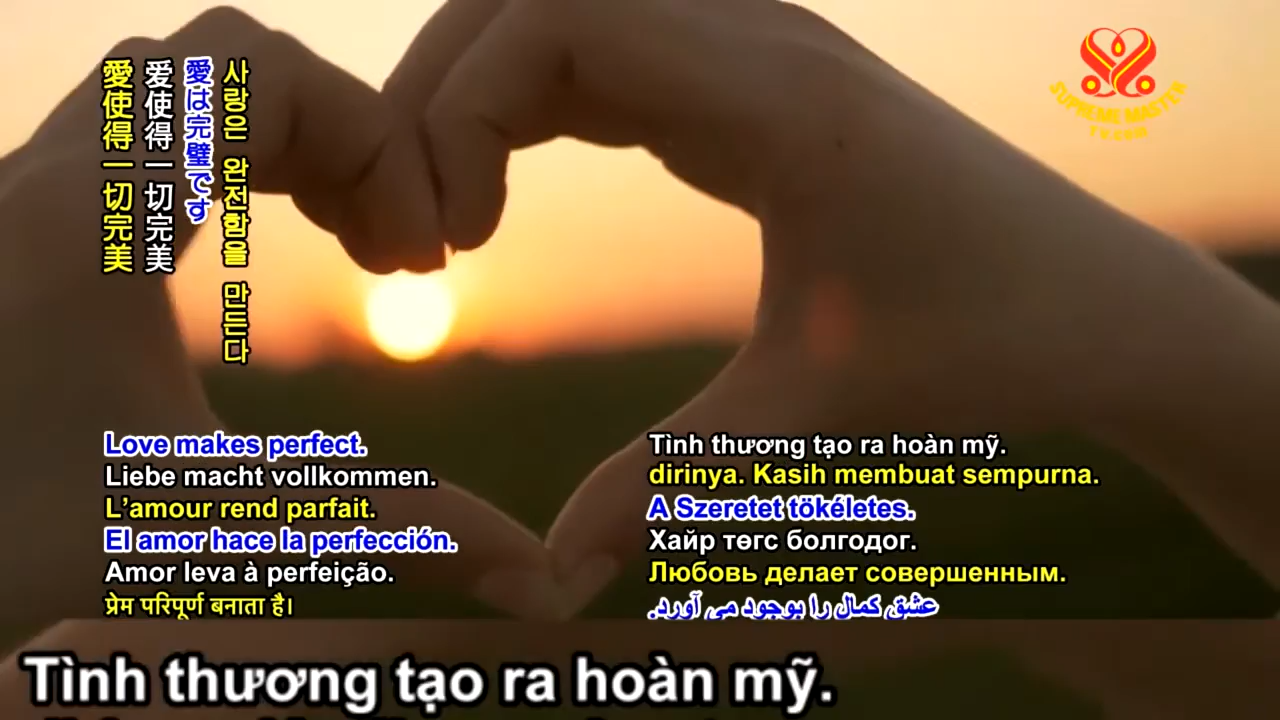 사랑은 완전함을 만든다
愛は完璧です
爱使得一切完美
愛使得一切完美
SUPREME MASTER
Love makes perfect.
Liebe macht vollkommen.
L’amour rend parfait.
El amor hace la perfección.
Amor leva à perfeição.
प्रेम परिपूर्ण बनाता है।
Tình thương tạo ra hoàn mỹ.
dirinya. Kasih membuat sempurna.
A Szeretet tökéletes.
Хайр төгс болгодог.
Любовь делает совершенным.
عشق کمال را بوجود می آورد.
Tình thương tạo ra hoàn mỹ.